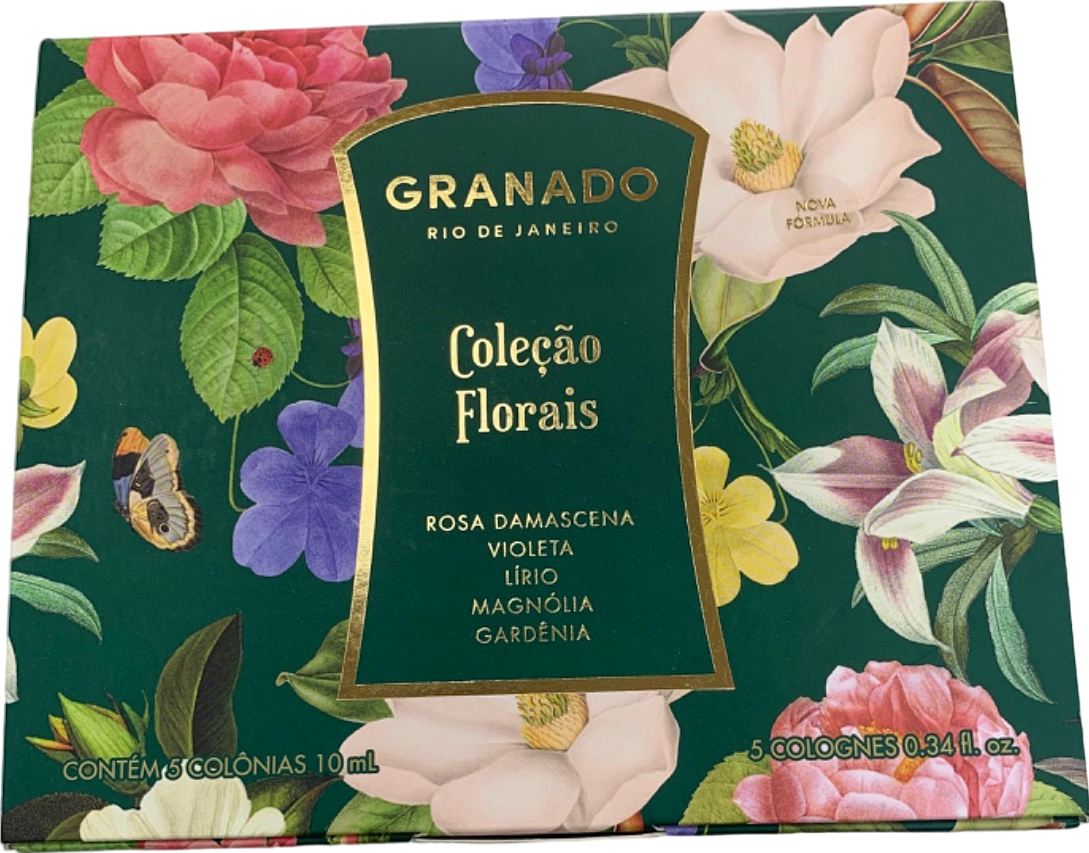 GRANADO
RIO DE JANEIRO
NOVA
FÓRMULA
Coleção
Florais
ROSA DAMASCENA
VIOLETA
LÍRIO
MAGNÓLIA
GARDÊNIA
CONTÉM 5 COLÔNIAS 10 mL
5 COLOGNES 0.34 fl. oz.